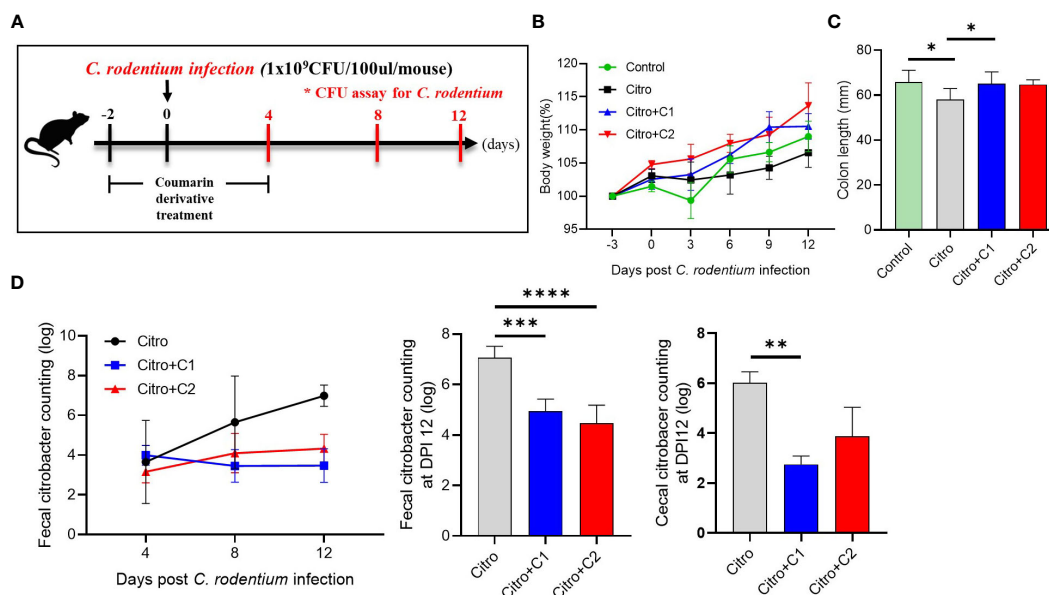 A
C. rodentium infection (1x10⁹CFU/100ul/mouse)
* CFU assay for C. rodentium
-2 0 4 8 12
(days)
Coumarin
derivative
treatment
B
Body weight(%)
115
110
105
100
95
Control
Citro
Citro+C1
Citro+C2
-3 0 3 6 9 12
Days post C. rodentium infection
C
Colon length (mm)
80
60
40
20
0
* *
Control Citro Citro+C1 Citro+C2
D
Fecal citrobacter counting (log)
10
8
6
4
2
0
Citro
Citro+C1
Citro+C2
4 8 12
Days post C. rodentium infection
Fecal citrobacter counting
at DPI 12 (log)
8
6
4
2
0
****
***
Citro Citro+C1 Citro+C2
Cecal citrobacter counting
at DPI 12 (log)
8
6
4
2
0
**
Citro Citro+C1 Citro+C2